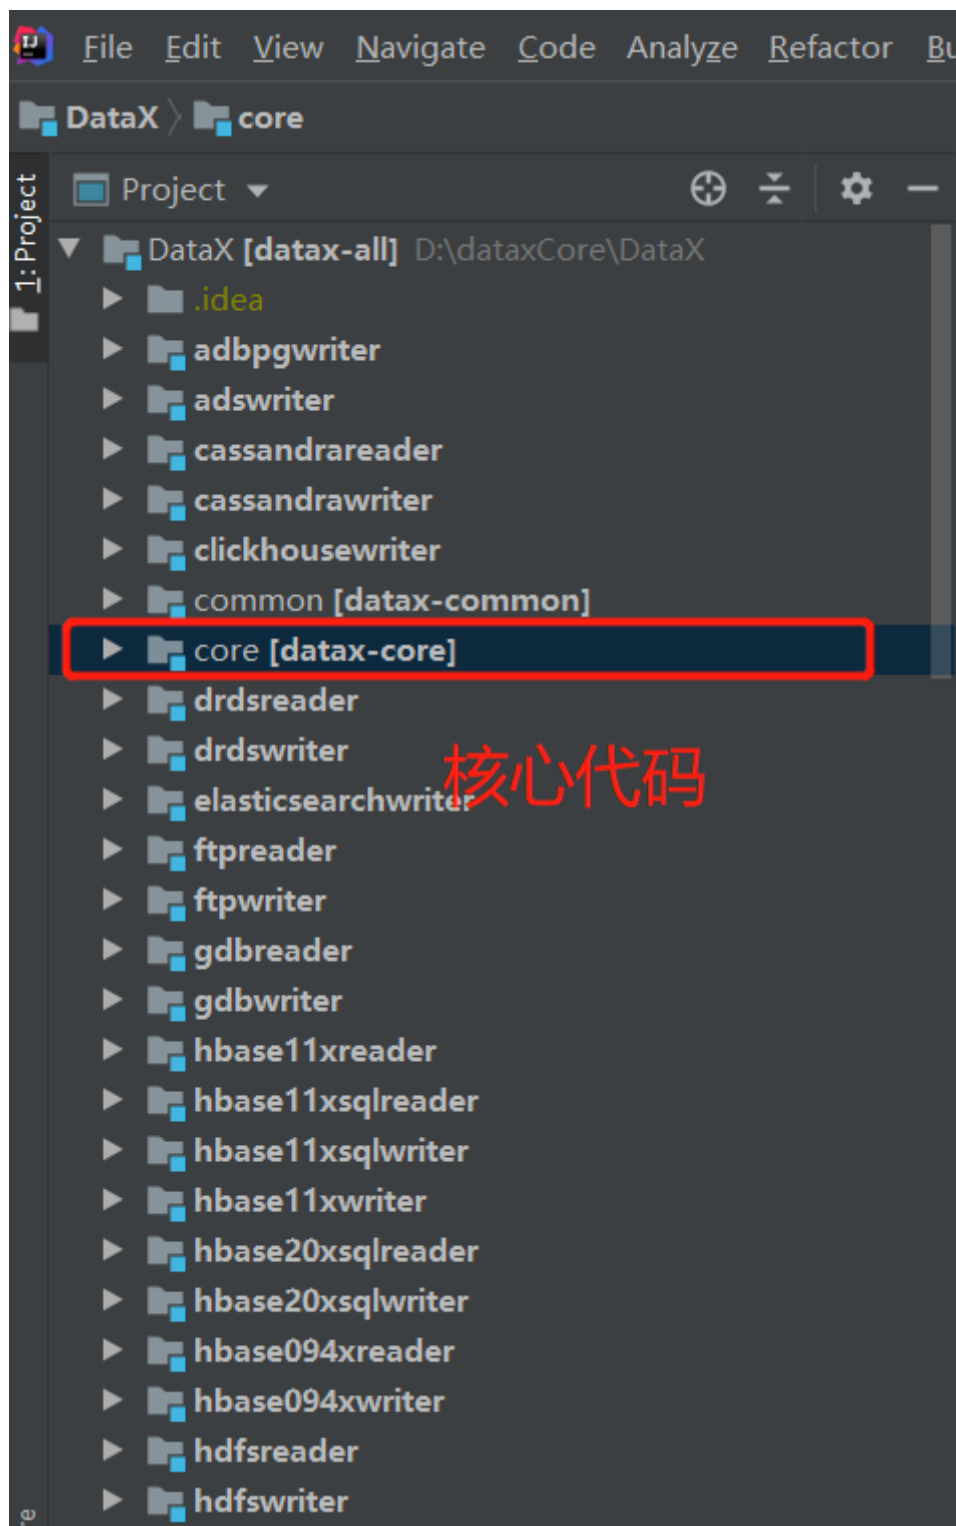 File Edit View Navigate Code Analyze Refactor Bu
DataX core
1: Project
Project
DataX [datax-all] D:\dataxCore\DataX
.idea
adbpgwriter
adswriter
cassandrareader
cassandrawriter
clickhousewriter
common [datax-common]
core [datax-core]
drdsreader
drdswriter
核心代码
elasticsearchwriter
ftpreader
ftpwriter
gdbreader
gdbwriter
hbase11xreader
hbase11xsqlreader
hbase11xsqlwriter
hbase11xwriter
hbase20xsqlreader
hbase20xsqlwriter
hbase094xreader
hbase094xwriter
hdfsreader
hdfswriter